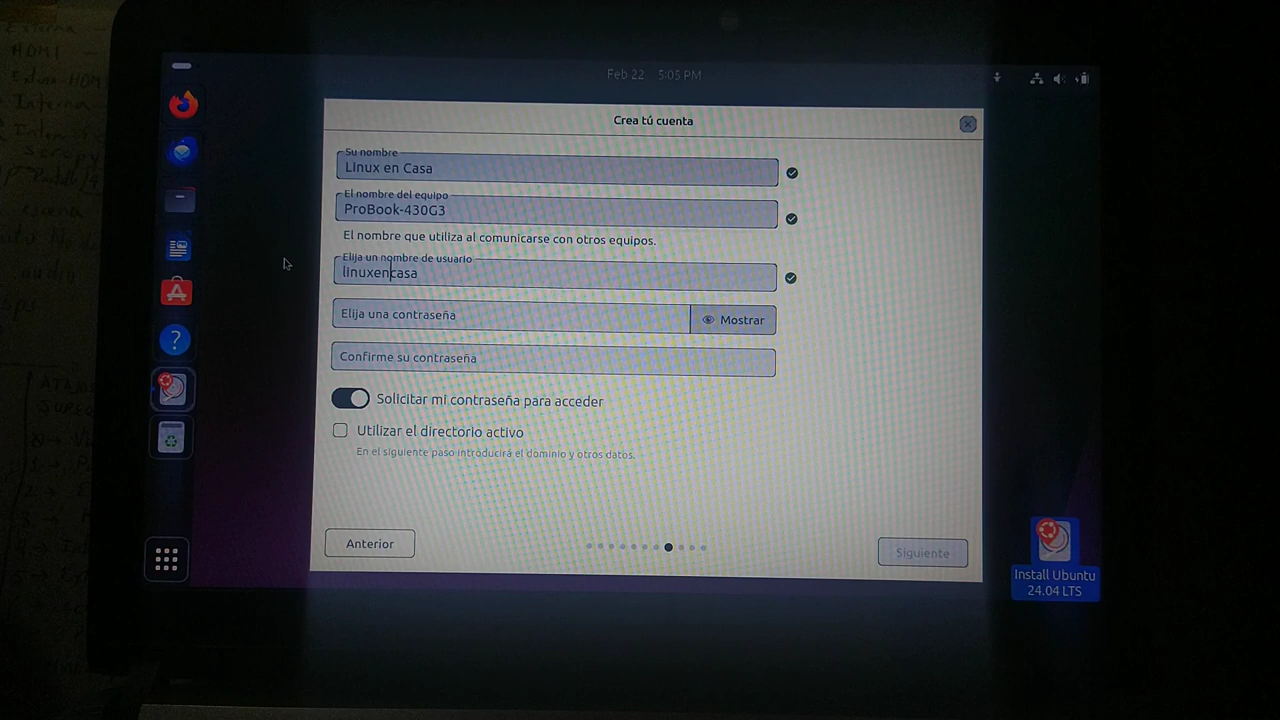 Externa
HDMI
Interna
Feb 22 5:05 PM
Crea tú cuenta
Su nombre
Linux en Casa
El nombre del equipo
ProBook-430G3
El nombre que utiliza al comunicarse con otros equipos.
Elija un nombre de usuario
linuxencasa
Elija una contraseña
Mostrar
Confirme su contraseña
Solicitar mi contraseña para acceder
Utilizar el directorio activo
En el siguiente paso introducirá el dominio y otros datos.
Anterior
Siguiente
Install Ubuntu
24.04 LTS